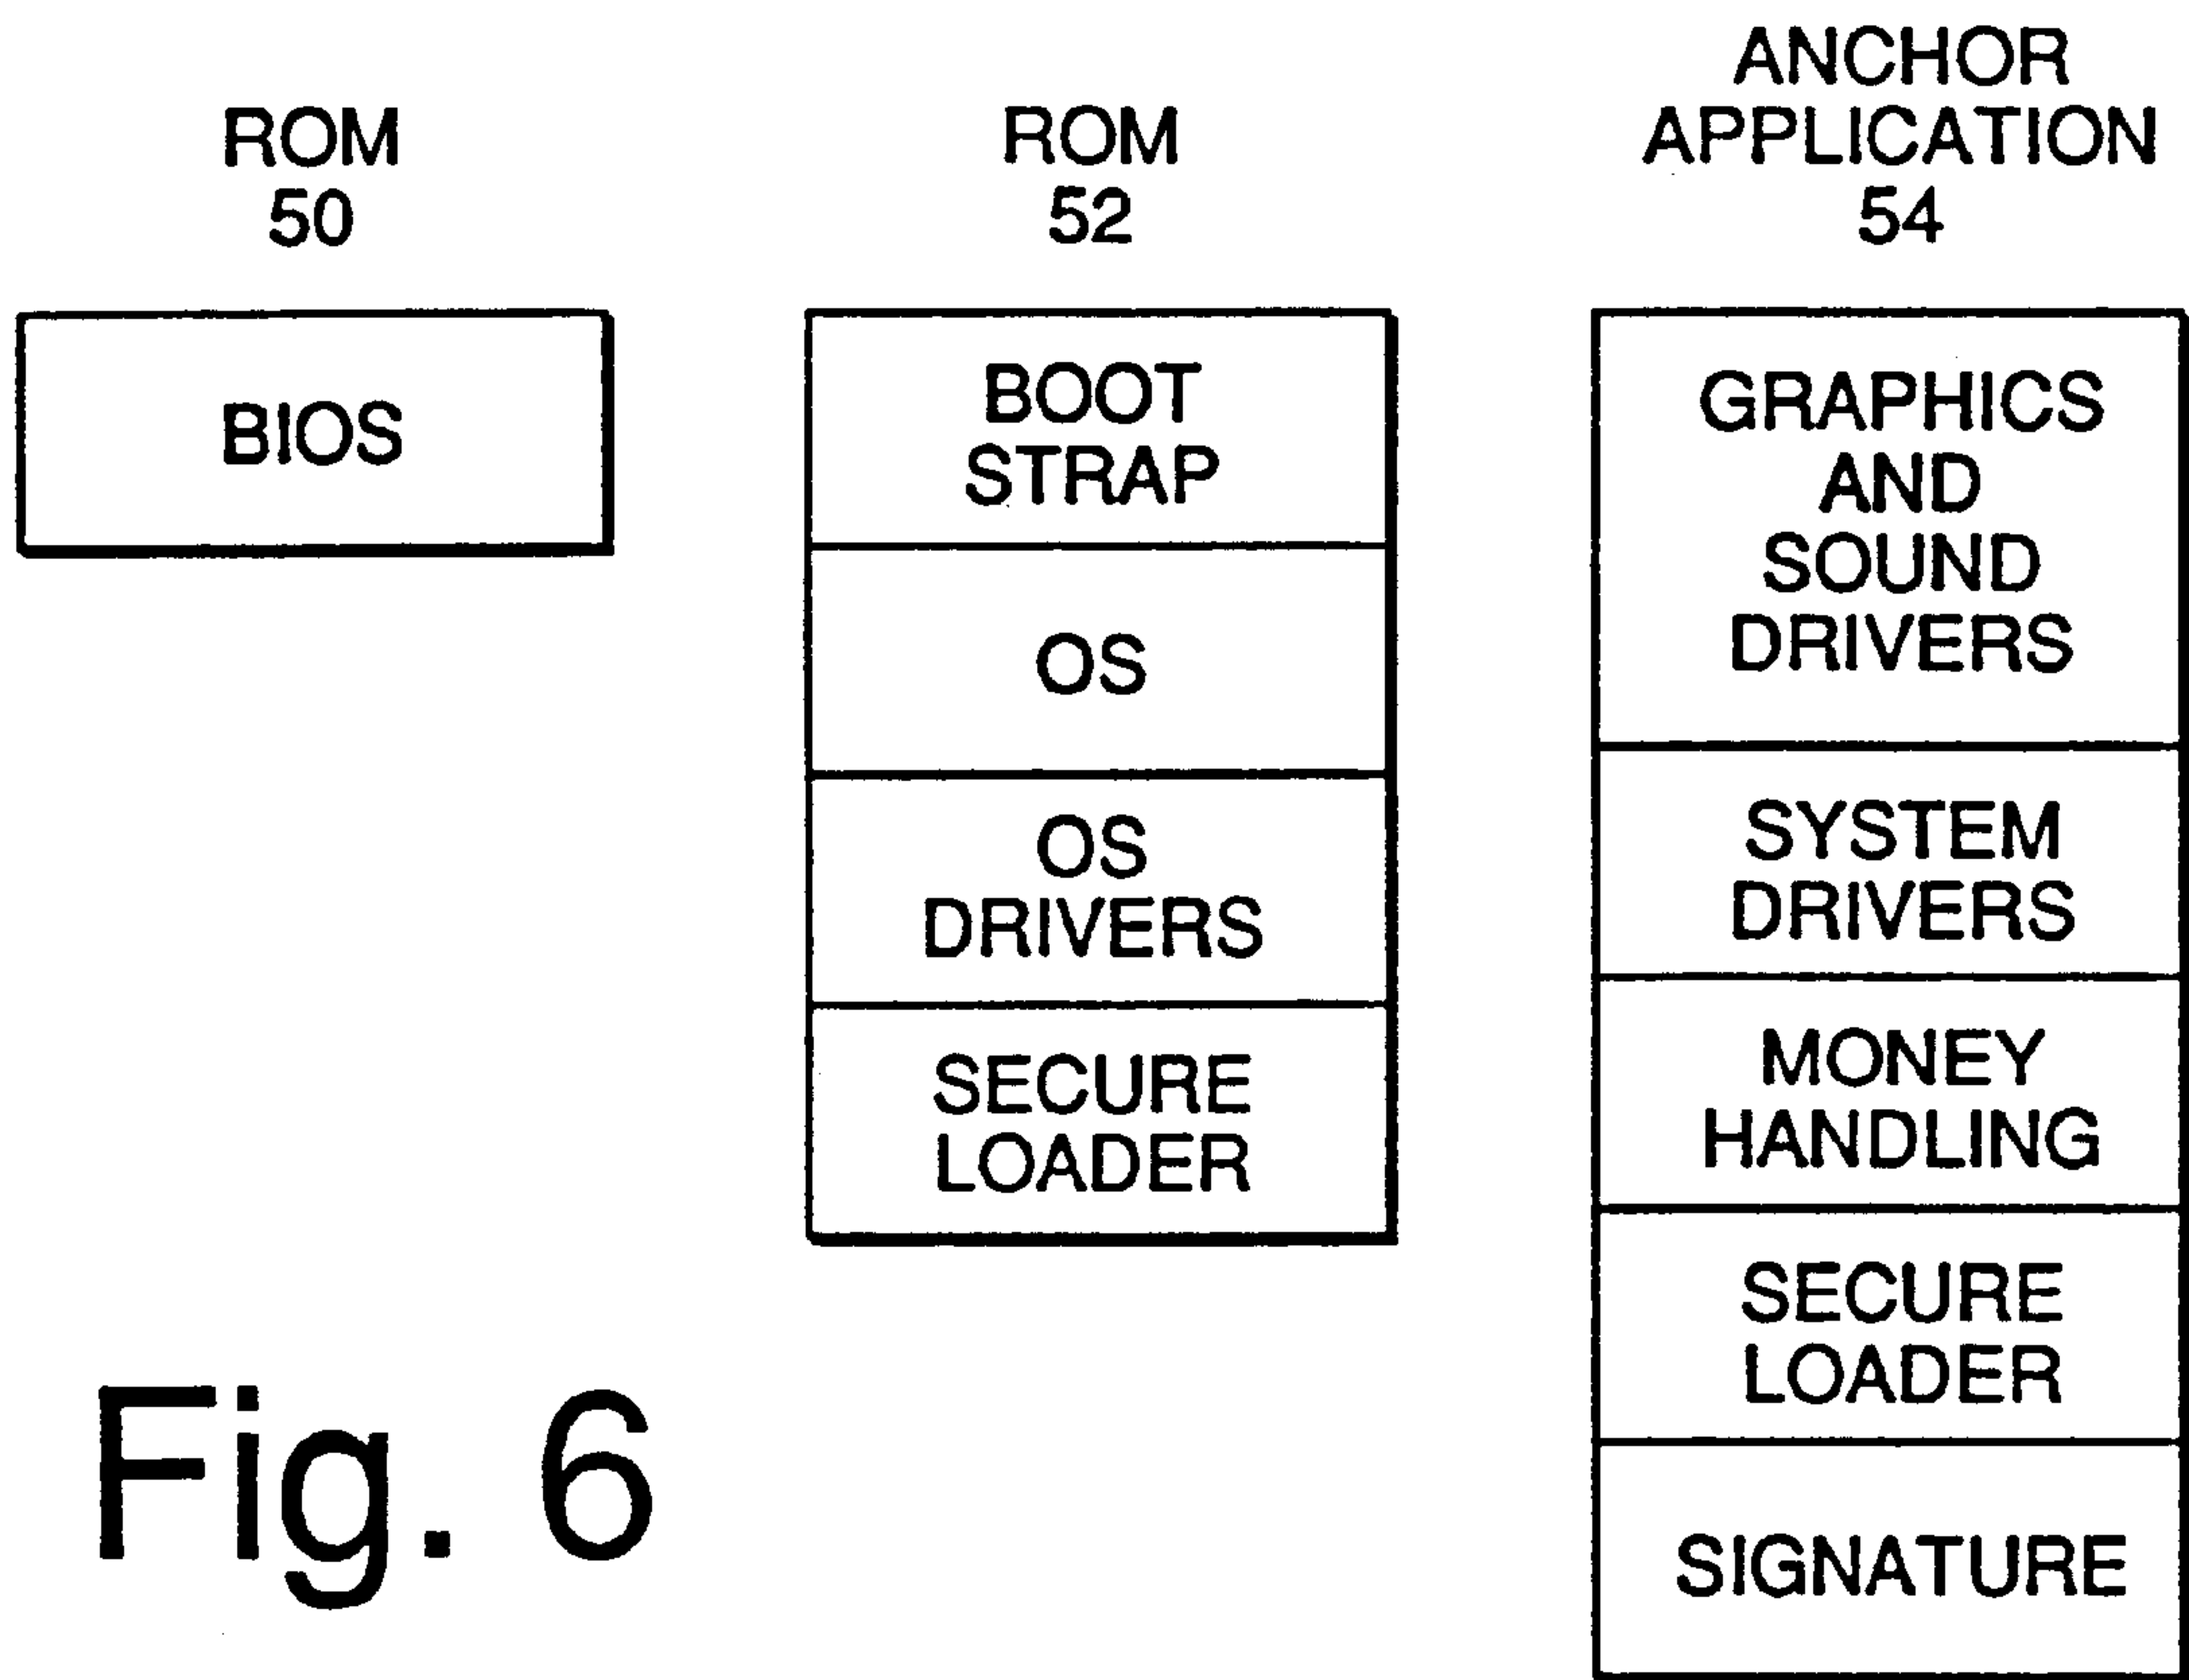 ROM
50
BIOS
ROM
52
BOOT
STRAP
OS
OS
DRIVERS
SECURE
LOADER
ANCHOR
APPLICATION
54
GRAPHICS
AND
SOUND
DRIVERS
SYSTEM
DRIVERS
MONEY
HANDLING
SECURE
LOADER
SIGNATURE
Fig. 6